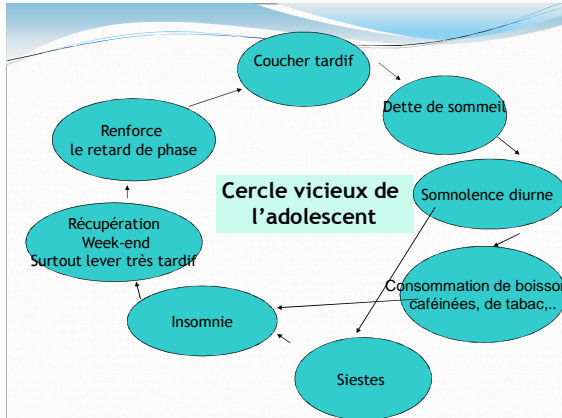 Coucher tardif
Dette de sommeil
Somnolence diurne
Consommation de boisson
caféinées, de tabac,..
Siestes
Insomnie
Récupération
Week-end
Surtout lever très tardif
Renforce
le retard de phase
Cercle vicieux de
l’adolescent